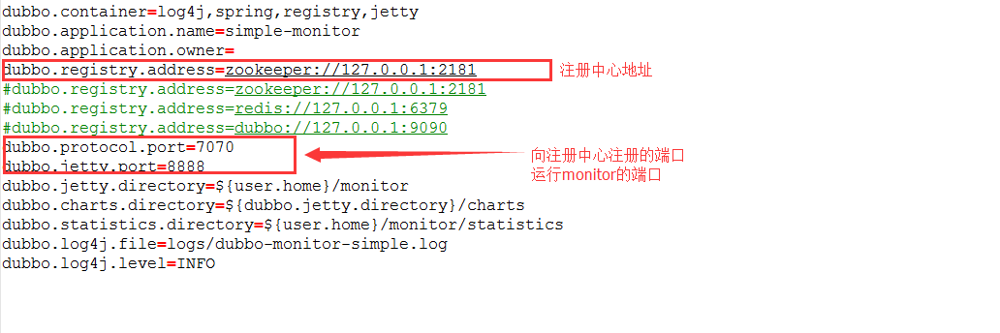 dubbo.container=log4j,spring,registry,jetty
dubbo.application.name=simple-monitor
dubbo.application.owner=
dubbo.registry.address=zookeeper://127.0.0.1:2181
注册中心地址
#dubbo.registry.address=zookeeper://127.0.0.1:2181
#dubbo.registry.address=redis://127.0.0.1:6379
#dubbo.registry.address=dubbo://127.0.0.1:9090
dubbo.protocol.port=7070
向注册中心注册的端口
dubbo.jetty.port=8888
运行monitor的端口
dubbo.jetty.directory=${user.home}/monitor
dubbo.charts.directory=${dubbo.jetty.directory}/charts
dubbo.statistics.directory=${user.home}/monitor/statistics
dubbo.log4j.file=logs/dubbo-monitor-simple.log
dubbo.log4j.level=INFO